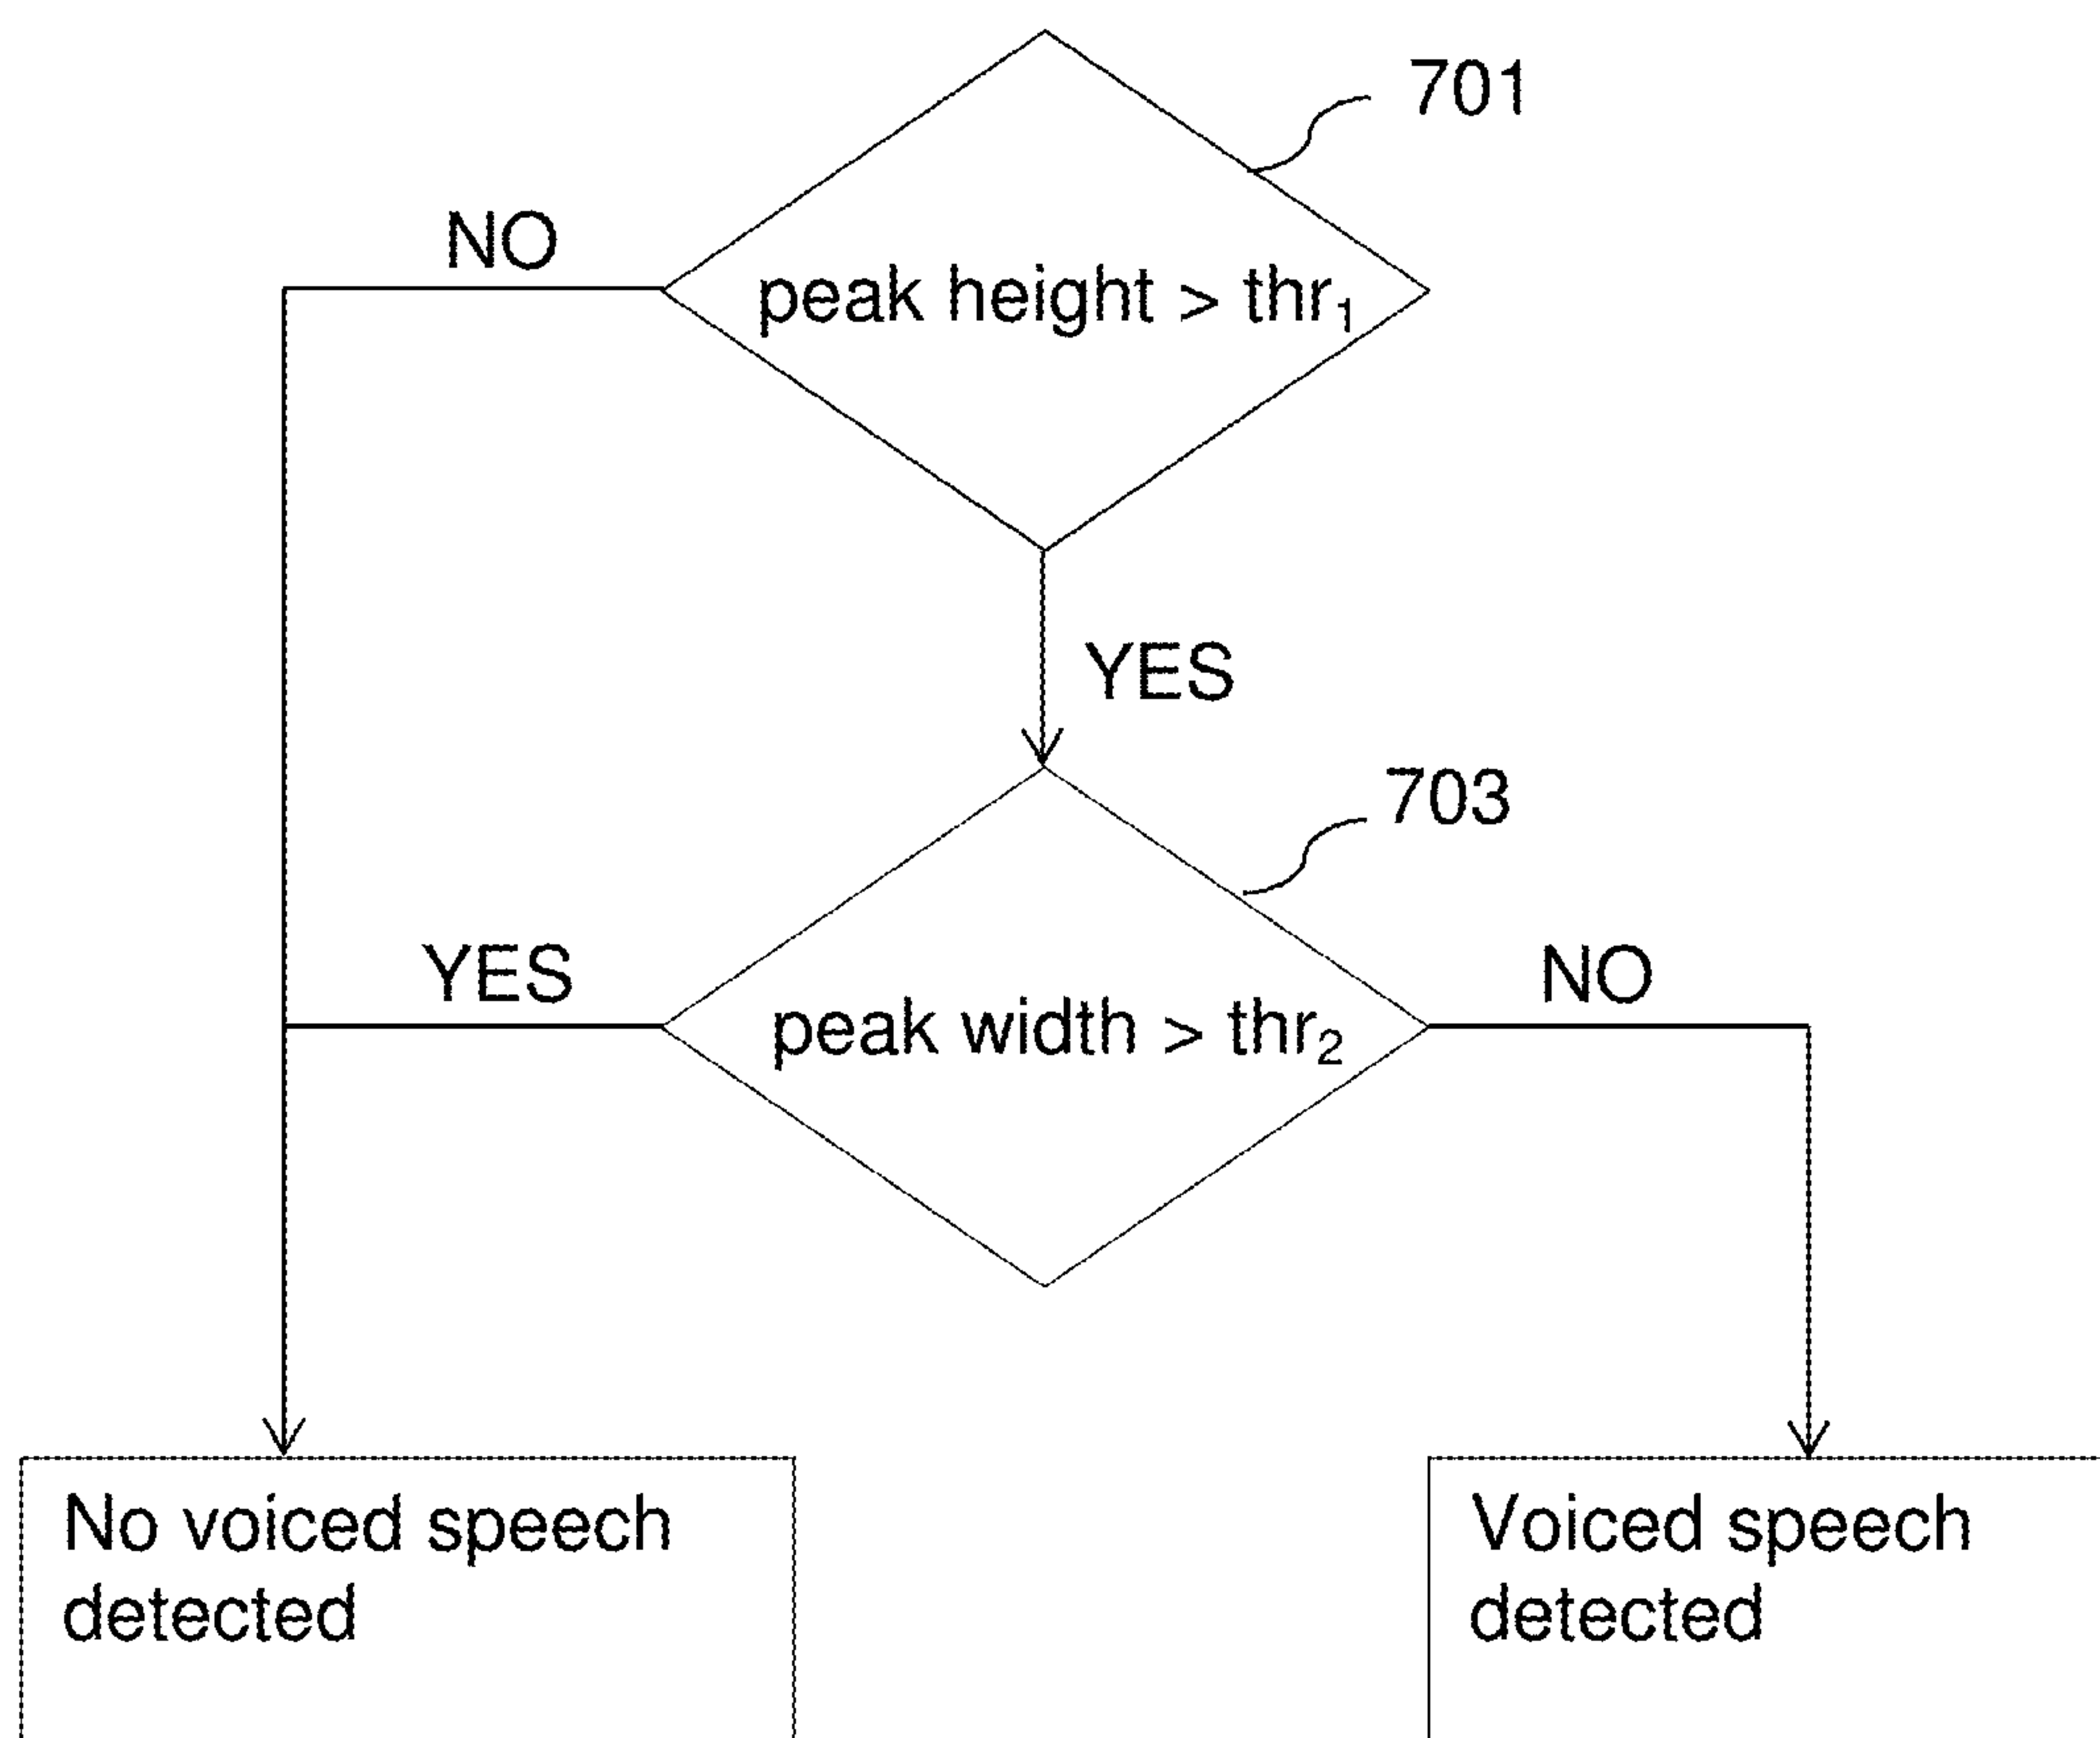 701
NO
peak height > thr₁
YES
703
YES
NO
peak width > thr₂
No voiced speech
detected
Voiced speech
detected